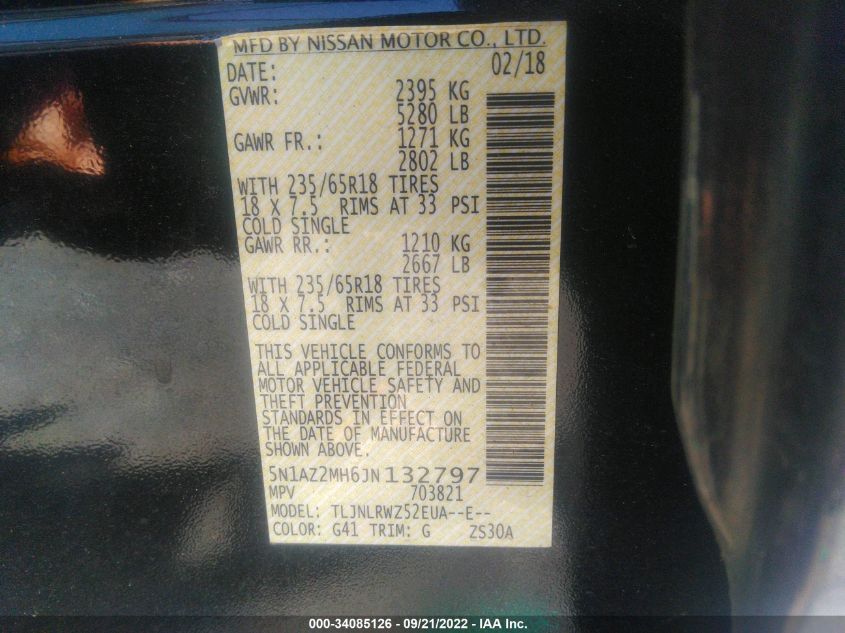 MFD BY NISSAN MOTOR CO., LTD.
DATE: 02/18
GVWR: 2395 KG
5280 LB
GAWR FR.: 1271 KG
2802 LB
WITH 235/65R18 TIRES
18 X 7.5 RIMS AT 33 PSI
COLD SINGLE
GAWR RR.: 1210 KG
2667 LB
WITH 235/65R18 TIRES
18 X 7.5 RIMS AT 33 PSI
COLD SINGLE
THIS VEHICLE CONFORMS TO
ALL APPLICABLE FEDERAL
MOTOR VEHICLE SAFETY AND
THEFT PREVENTION
STANDARDS IN EFFECT ON
THE DATE OF MANUFACTURE
SHOWN ABOVE.
5N1AZ2MH6JN132797
MPV 703821
MODEL: TLJNLRWZ52EUA--E--
COLOR: G41 TRIM: G ZS30A
000-34085126 - 09/21/2022 - IAA Inc.